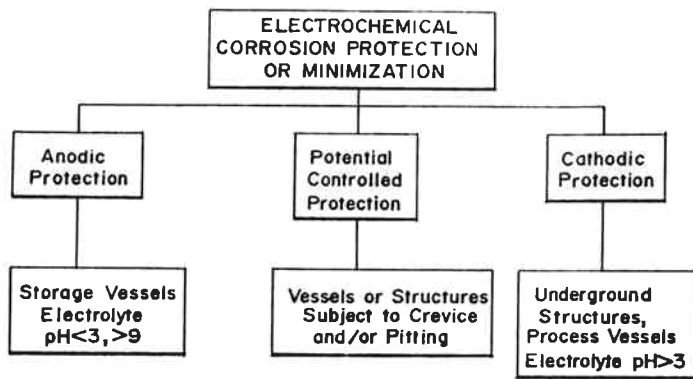 ELECTROCHEMICAL
CORROSION PROTECTION
OR MINIMIZATION
Anodic
Protection
Potential
Controlled
Protection
Cathodic
Protection
Storage Vessels
Electrolyte
pH<3,>9
Vessels or Structures
Subject to Crevice
and/or Pitting
Underground
Structures,
Process Vessels
Electrolyte pH>3